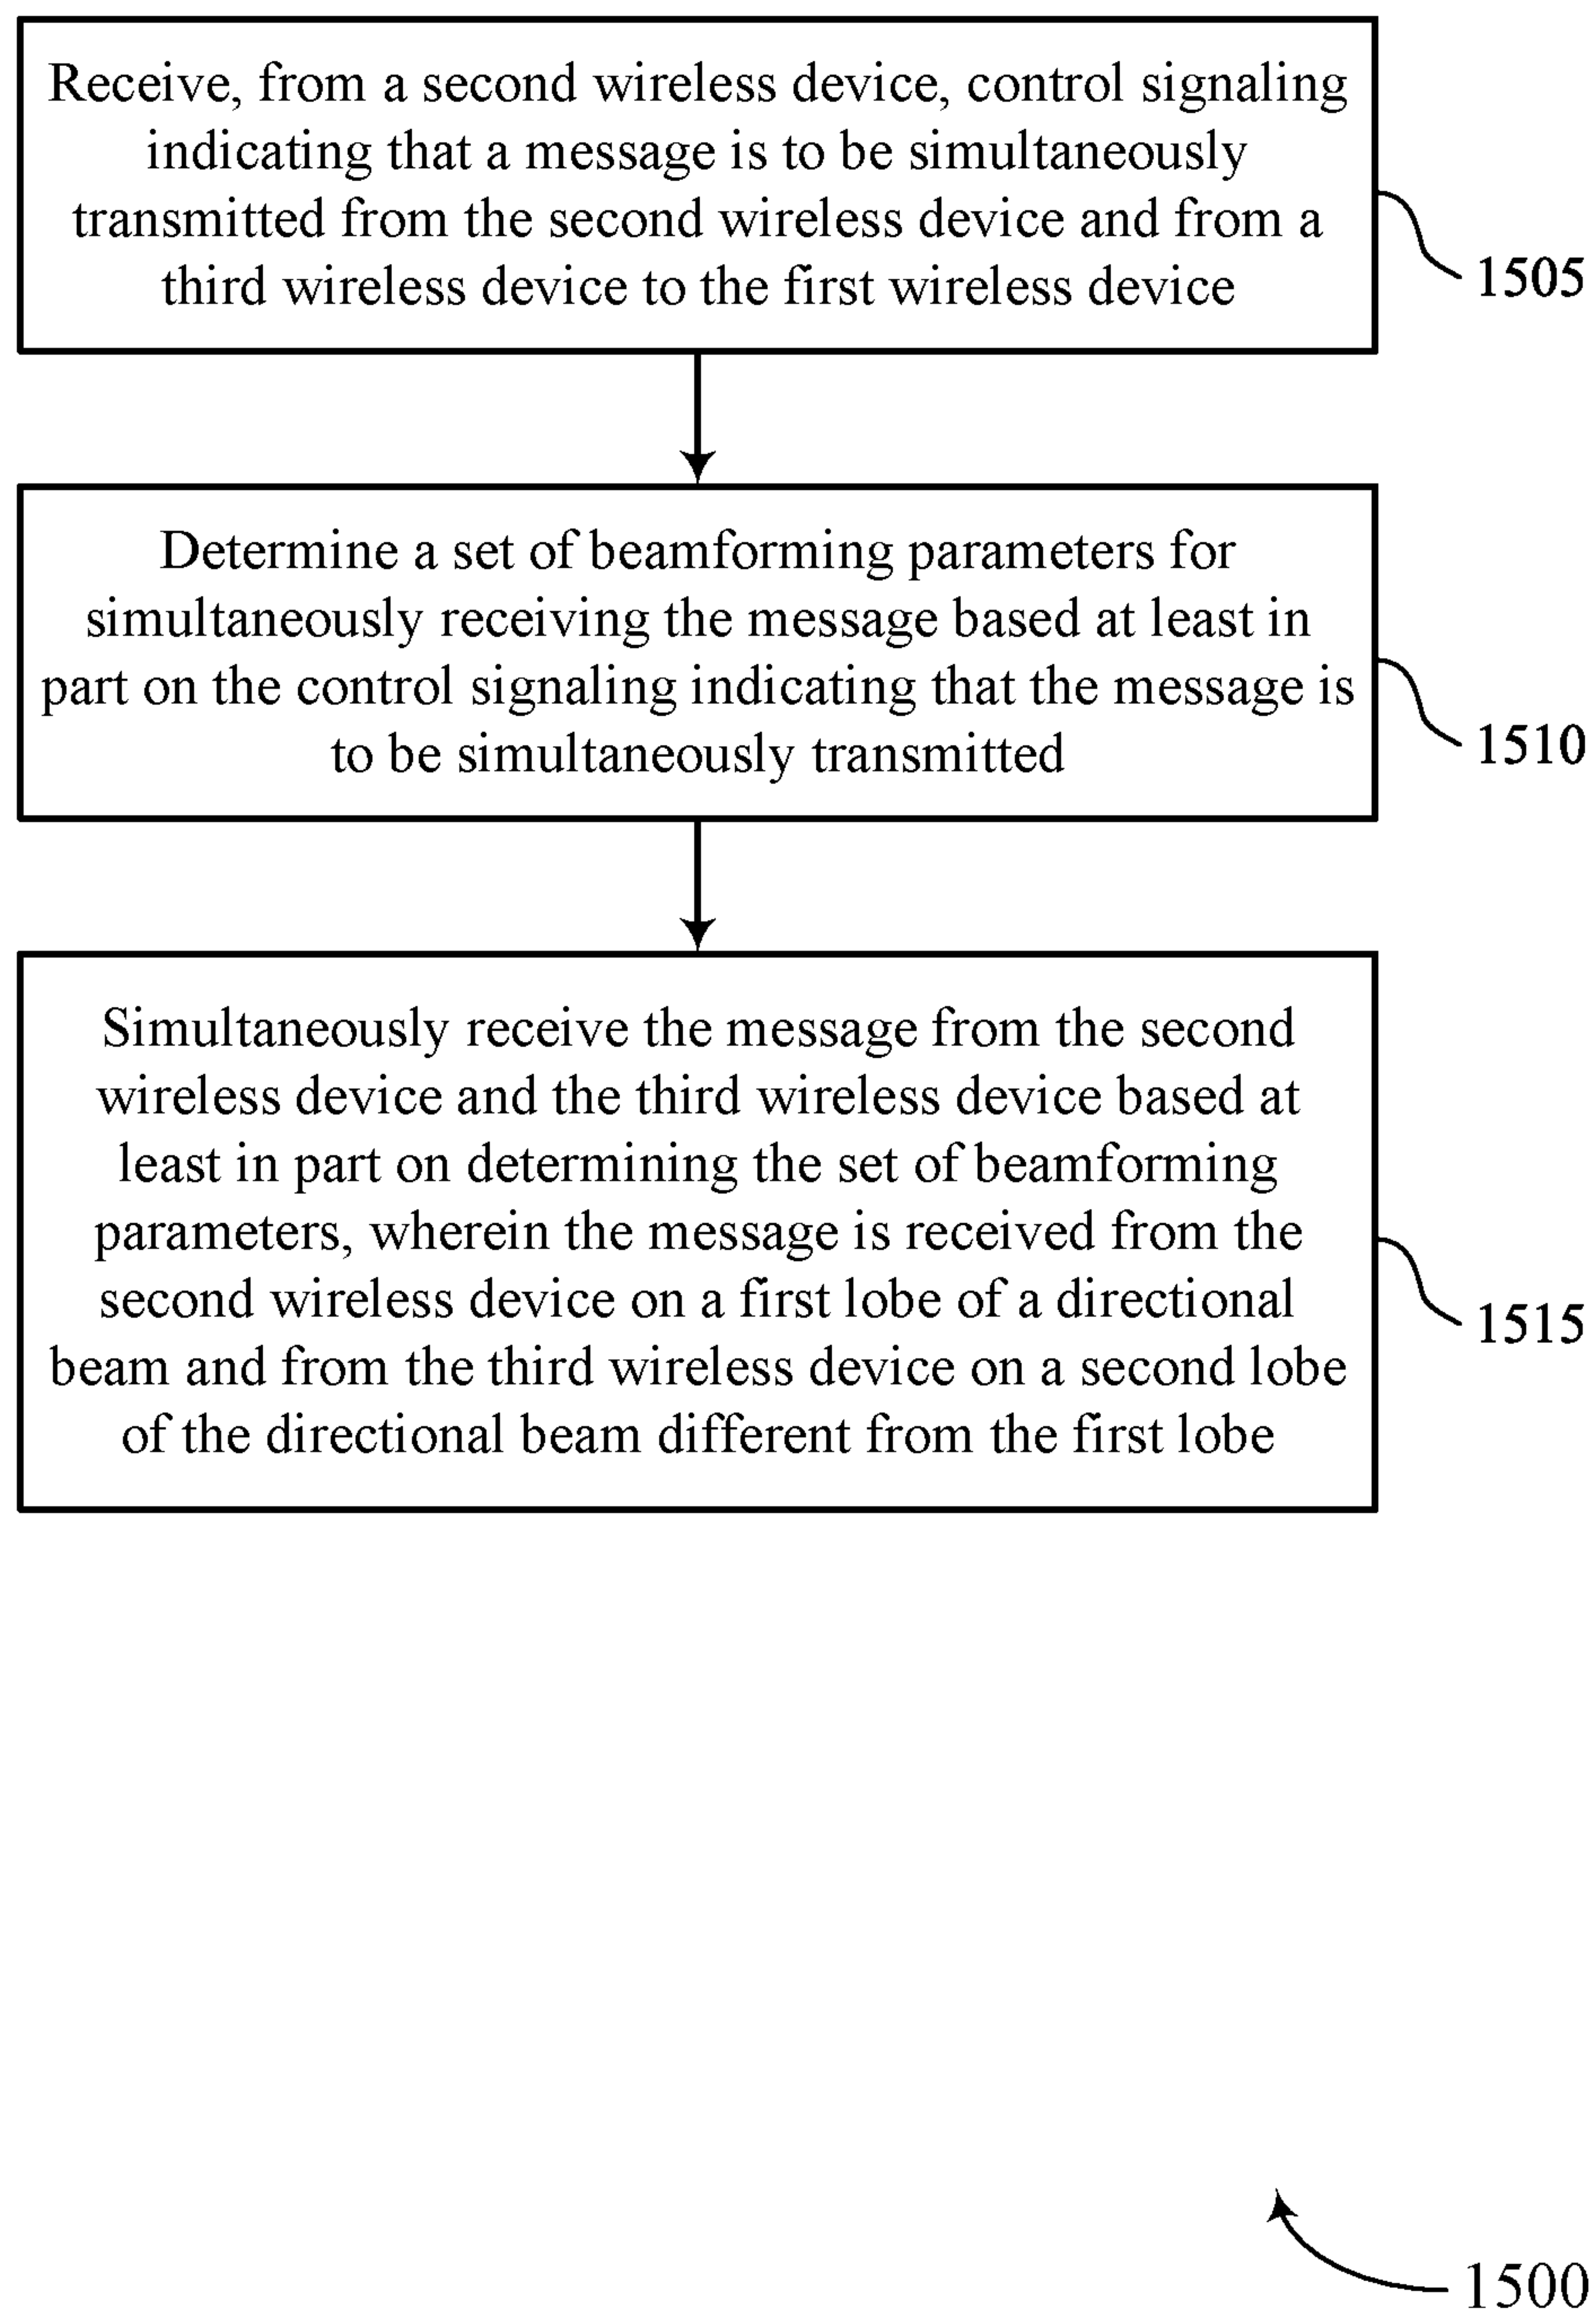 Receive, from a second wireless device, control signaling
indicating that a message is to be simultaneously
transmitted from the second wireless device and from a
third wireless device to the first wireless device
1505
Determine a set of beamforming parameters for
simultaneously receiving the message based at least in
part on the control signaling indicating that the message is
to be simultaneously transmitted
1510
Simultaneously receive the message from the second
wireless device and the third wireless device based at
least in part on determining the set of beamforming
parameters, wherein the message is received from the
second wireless device on a first lobe of a directional
beam and from the third wireless device on a second lobe
of the directional beam different from the first lobe
1515
1500